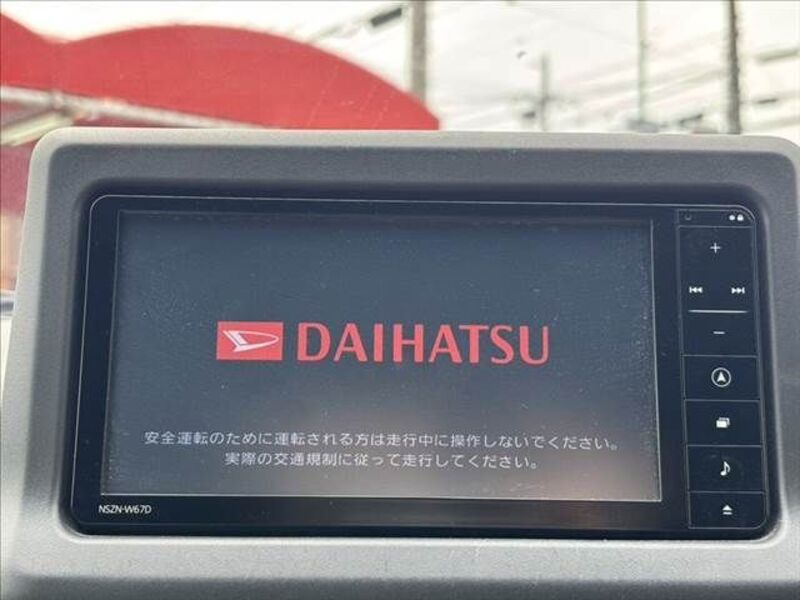 DAIHATSU
安全運転のために運転される方は走行中に操作しないでください。
実際の交通規制に従って走行してください。
NSZN-W67D